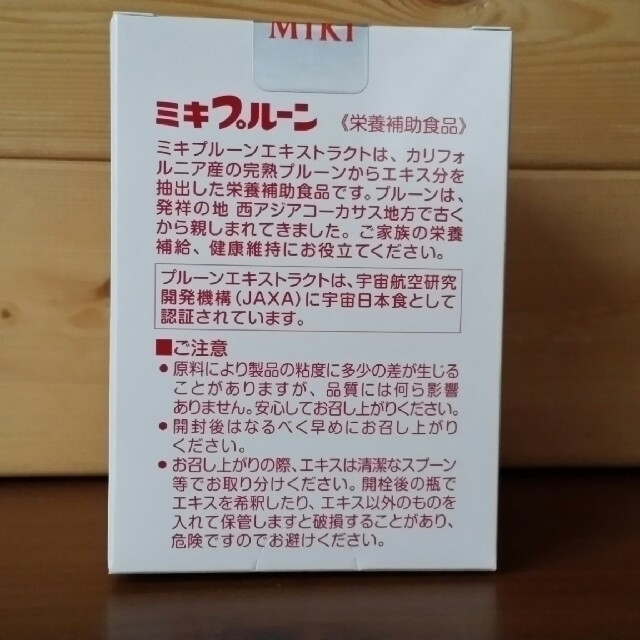 MIKI
ミキプルーン 《栄養補助食品》
ミキプルーンエキストラクトは、カリフォ
ルニア産の完熟プルーンからエキス分を
抽出した栄養補助食品です。プルーンは、
発祥の地 西アジアコーカサス地方で古く
から親しまれてきました。ご家族の栄養
補給、健康維持にお役立てください。
プルーンエキストラクトは、宇宙航空研究
開発機構(JAXA)に宇宙日本食として
認証されています。
■ご注意
●原料により製品の粘度に多少の差が生じる
ことがありますが、品質には何ら影響
ありません。安心してお召し上がりください。
●開封後はなるべく早めにお召し上がり
ください。
●お召し上がりの際、エキスは清潔なスプーン
等でお取り分けください。開栓後の瓶で
エキスを希釈したり、エキス以外のものを
入れて保管しますと破損することがあり、
危険ですのでお避けください。